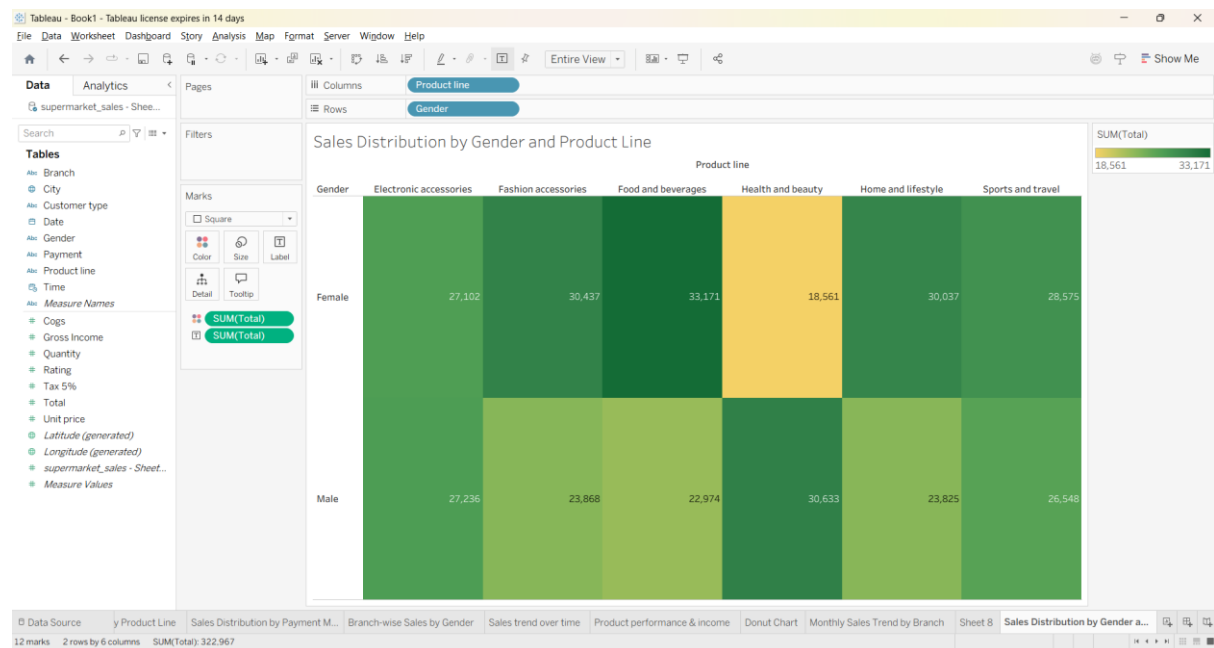 Tableau - Book1 - Tableau license expires in 14 days
File Data Worksheet Dashboard Story Analysis Map Format Server Window Help
Entire View
Show Me
Data Analytics
supermarket_sales - Shee...
Search
Tables
Abc Branch
City
Abc Customer type
Date
Abc Gender
Abc Payment
Abc Product line
Time
Abc Measure Names
# Cogs
# Gross Income
# Quantity
# Rating
# Tax 5%
# Total
# Unit price
Latitude (generated)
Longitude (generated)
# supermarket_sales - Sheet...
# Measure Values
Pages
Filters
Marks
Square
Color Size Label
Detail Tooltip
SUM(Total)
SUM(Total)
Columns Product line
Rows Gender
Sales Distribution by Gender and Product Line
Product line
Gender Electronic accessories Fashion accessories Food and beverages Health and beauty Home and lifestyle Sports and travel
Female 27,102 30,437 33,171 18,561 30,037 28,575
Male 27,236 23,868 22,974 30,633 23,825 26,548
SUM(Total)
18,561 33,171
Data Source y Product Line Sales Distribution by Payment M... Branch-wise Sales by Gender Sales trend over time Product performance & income Donut Chart Monthly Sales Trend by Branch Sheet 8 Sales Distribution by Gender a...
12 marks 2 rows by 6 columns SUM(Total): 322,967